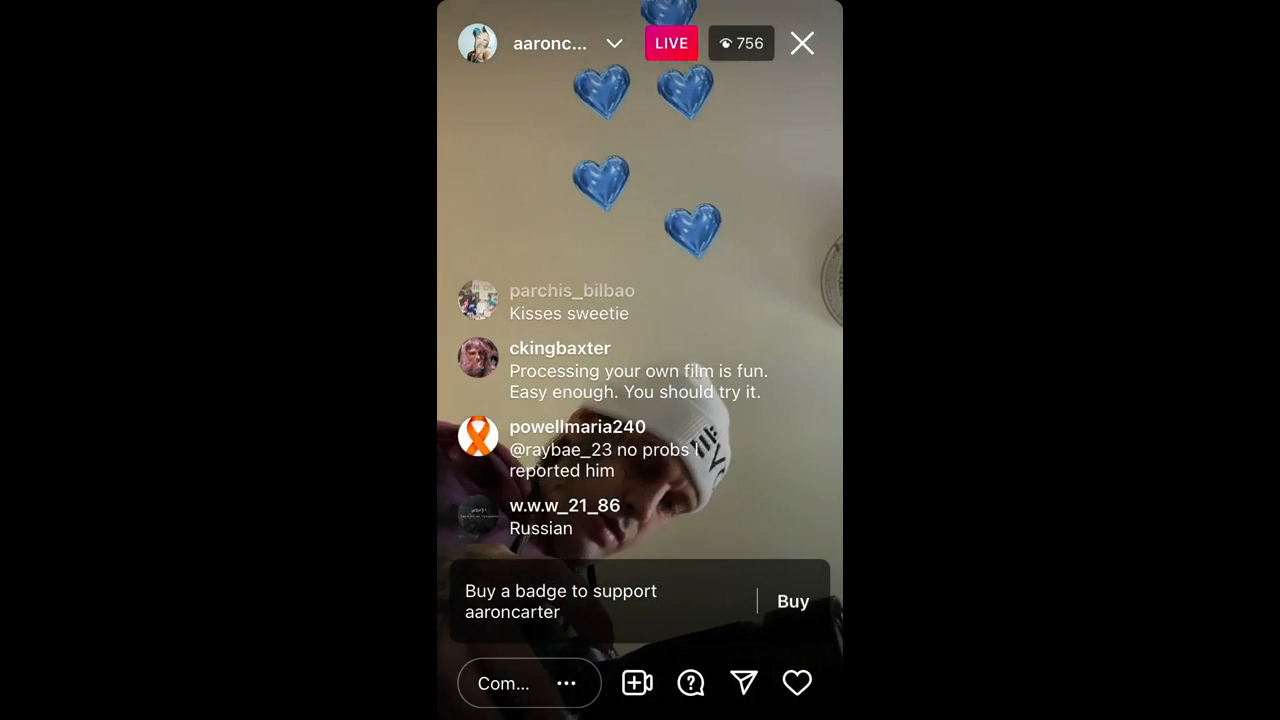 aaronc...
LIVE
756
parchis_bilbao
Kisses sweetie
ckingbaxter
Processing your own film is fun.
Easy enough. You should try it.
powellmaria240
@raybae_23 no probs I
reported him
w.w.w_21_86
Russian
Buy a badge to support
aaroncarter
Buy
Com...